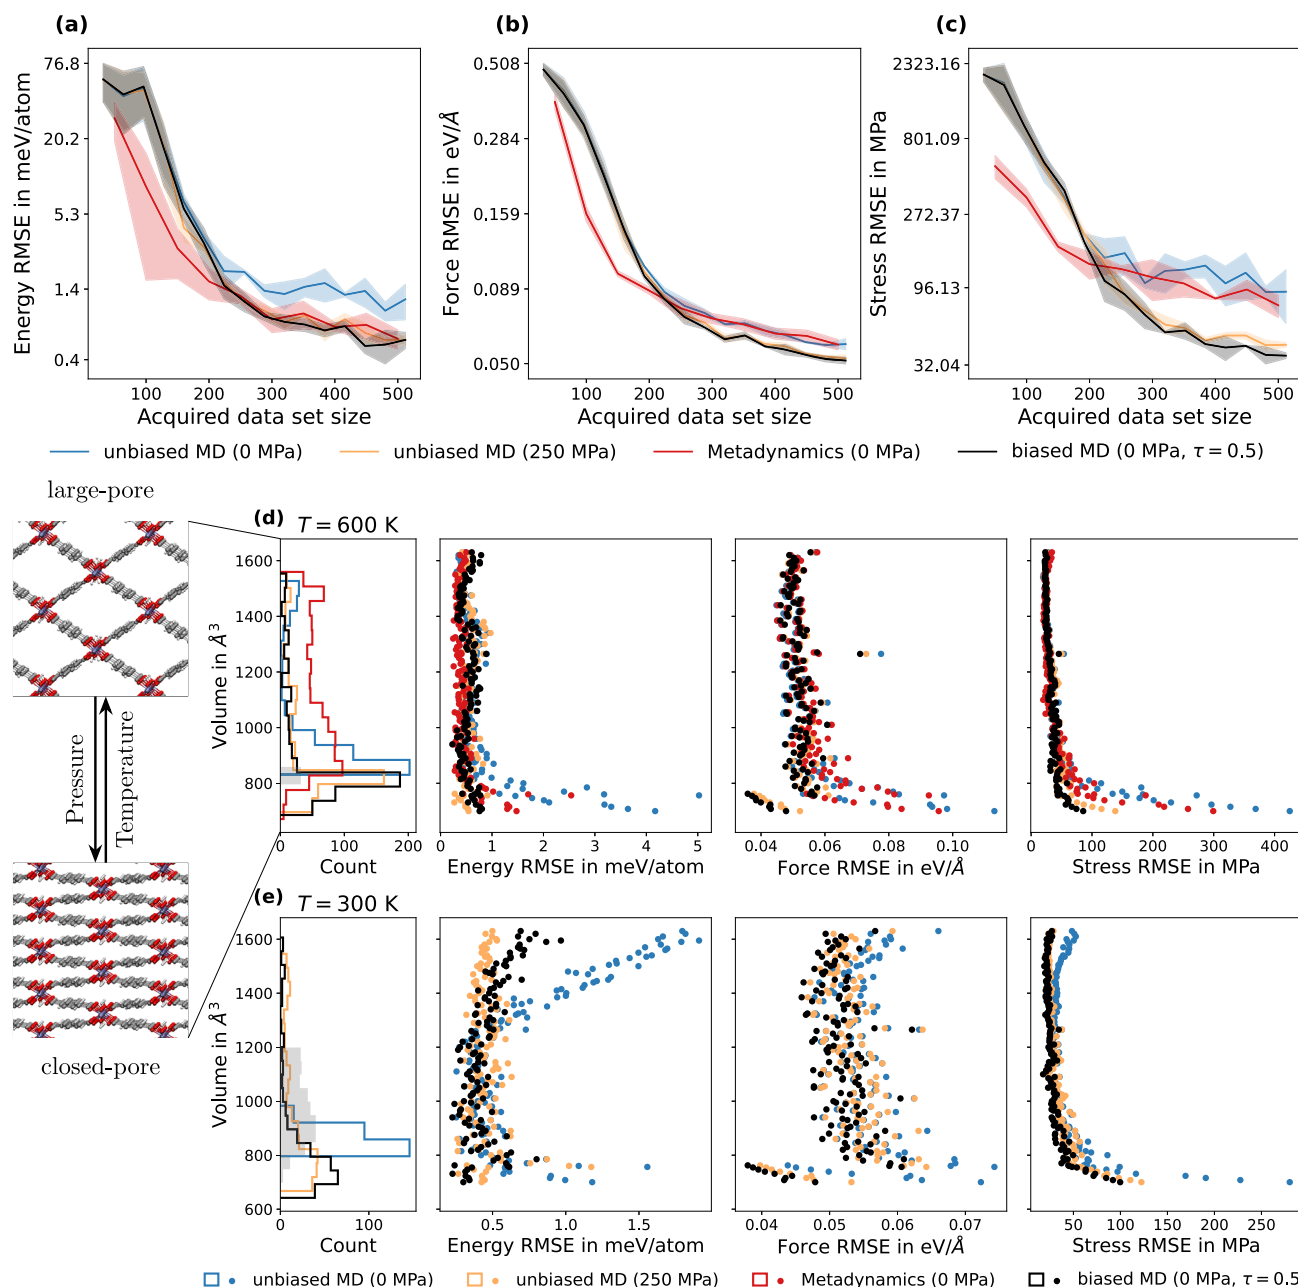 (a)
(b)
(c)
76.8
20.2
5.3
1.4
0.4
Energy RMSE in meV/atom
100 200 300 400 500
Acquired data set size
0.508
0.284
0.159
0.089
0.050
Force RMSE in eV/Å
100 200 300 400 500
Acquired data set size
2323.16
801.09
272.37
96.13
32.04
Stress RMSE in MPa
100 200 300 400 500
Acquired data set size
unbiased MD (0 MPa) unbiased MD (250 MPa) Metadynamics (0 MPa) biased MD (0 MPa, τ = 0.5)
large-pore
Pressure
Temperature
closed-pore
(d) T = 600 K
1600
1400
1200
1000
800
Volume in Å³
0 100 200
Count
0 1 2 3 4 5
Energy RMSE in meV/atom
0.04 0.06 0.08 0.10
Force RMSE in eV/Å
0 100 200 300 400
Stress RMSE in MPa
(e) T = 300 K
1600
1400
1200
1000
800
600
Volume in Å³
0 100
Count
0.5 1.0 1.5
Energy RMSE in meV/atom
0.04 0.05 0.06 0.07
Force RMSE in eV/Å
50 100 150 200 250
Stress RMSE in MPa
unbiased MD (0 MPa) unbiased MD (250 MPa) Metadynamics (0 MPa) biased MD (0 MPa, τ = 0.5